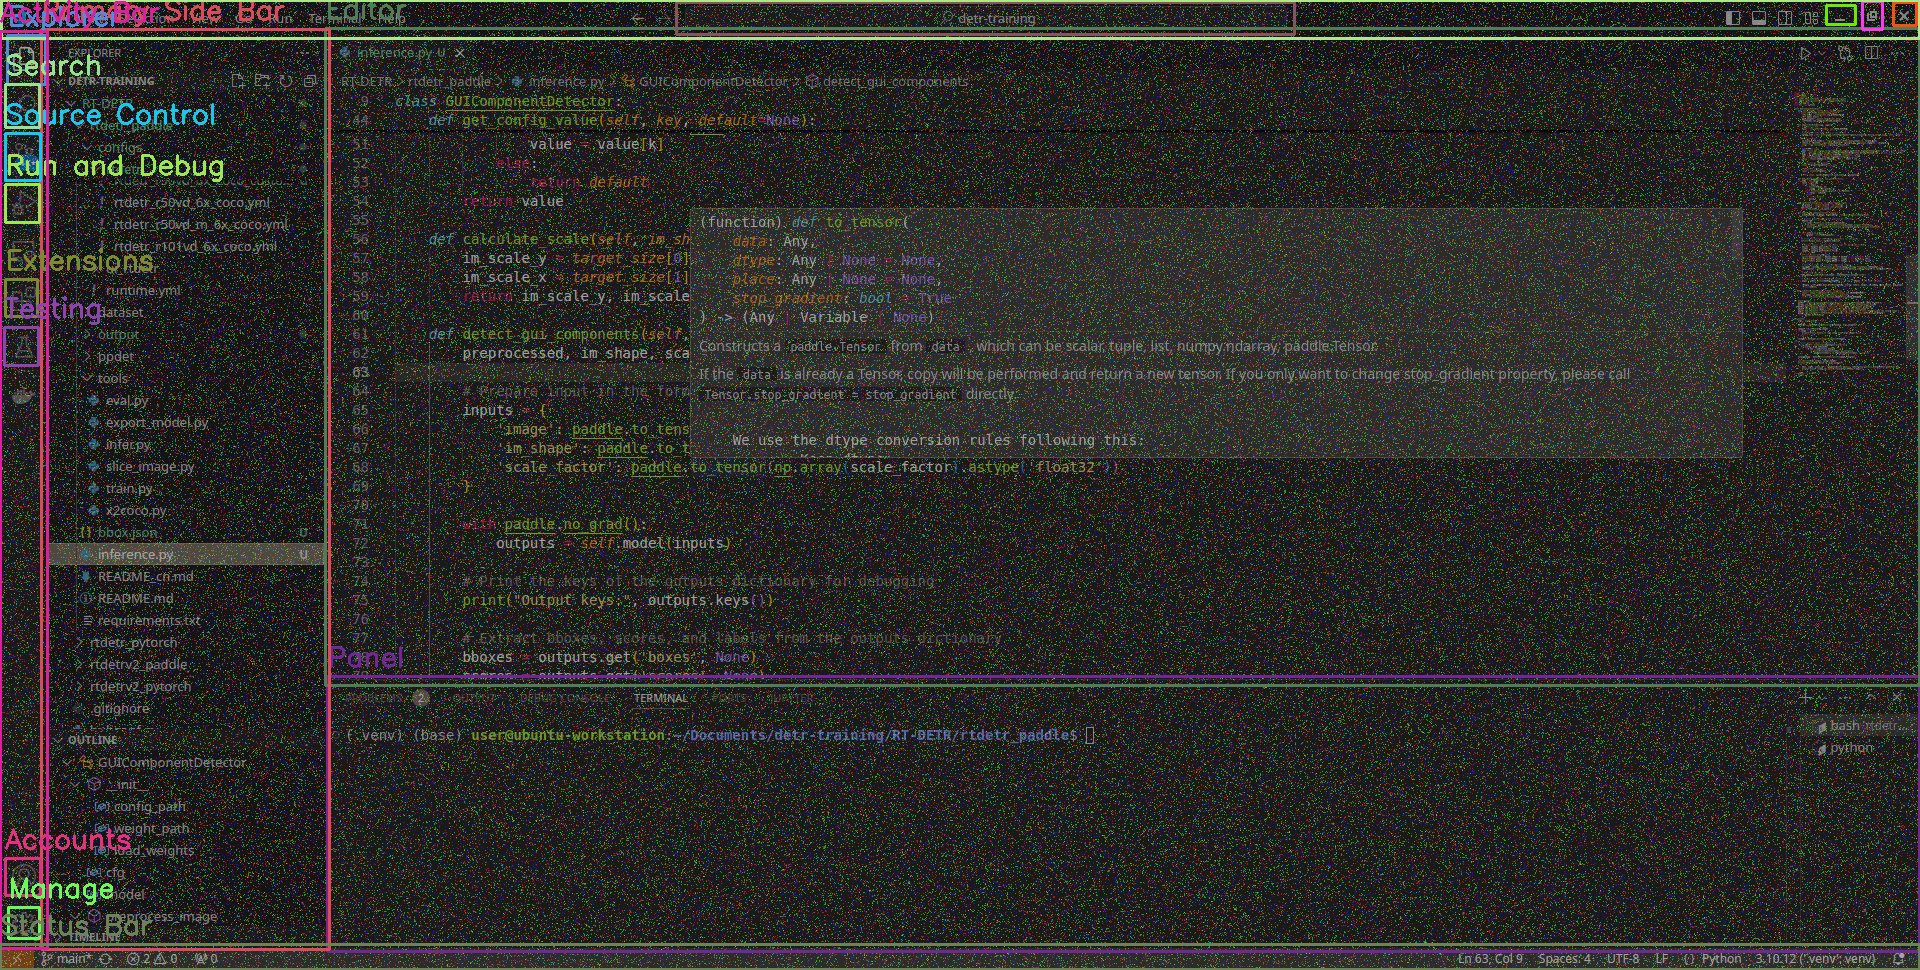 Explorer
Side Bar
Editor
Terminal
Help
detr-training
EXPLORER
Search
DETR-TRAINING
Source Control
configs
Run and Debug
rtdetr_r50vd_6x_coco.yml
rtdetr_r50vd_m_6x_coco.yml
rtdetr_r101vd_6x_coco.yml
Extensions
runtime.yml
Testing
dataset
output
ppdet
tools
eval.py
export_model.py
infer.py
slice_image.py
train.py
x2coco.py
bbox.json U
inference.py U
README_cn.md
README.md
requirements.txt
rtdetr_pytorch
rtdetrv2_paddle
rtdetrv2_pytorch
.gitignore
OUTLINE
GUIComponentDetector
__init__
config_path
weight_path
Accounts
load_weights
cfg
Manage
model
preprocess_image
Status Bar
TIMELINE
inference.py U
RT-DETR > rtdetr_paddle > inference.py > GUIComponentDetector > detect_gui_components
9 class GUIComponentDetector:
44 def get_config_value(self, key, default=None):
51 value = value[k]
52 else:
53 return default
54 return value
55
56 def calculate_scale(self, im_sh
57 im_scale_y = target_size[0]
58 im_scale_x = target_size[1]
59 return im_scale_y, im_scale
60
61 def detect_gui_components(self,
62 preprocessed, im_shape, sca
63
64 # Prepare input in the form
65 inputs = {
66 'image': paddle.to_tens
67 'im_shape': paddle.to_t
68 'scale_factor': paddle.to_tensor(np.array(scale_factor).astype('float32'))
69 }
70
71 with paddle.no_grad():
72 outputs = self.model(inputs)
73
74 # Print the keys of the outputs dictionary for debugging
75 print("Output keys:", outputs.keys())
76
77 # Extract bboxes, scores, and labels from the outputs dictionary
bboxes = outputs.get('boxes', None)
(function) def to_tensor(
data: Any,
dtype: Any | None = None,
place: Any | None = None,
stop_gradient: bool = True
) -> (Any | Variable | None)
Constructs a paddle.Tensor from data , which can be scalar, tuple, list, numpy.ndarray, paddle.Tensor.
If the data is already a Tensor, copy will be performed and return a new tensor. If you only want to change stop_gradient property, please call
Tensor.stop_gradient = stop_gradient directly.
We use the dtype conversion rules following this:
Panel
2
TERMINAL
(.venv) (base) user@ubuntu-workstation:~/Documents/detr-training/RT-DETR/rtdetr_paddle$
bash rtdetr...
python
main* 2 0 0
Ln 63, Col 9 Spaces: 4 UTF-8 LF Python 3.10.12 ('.venv': venv)